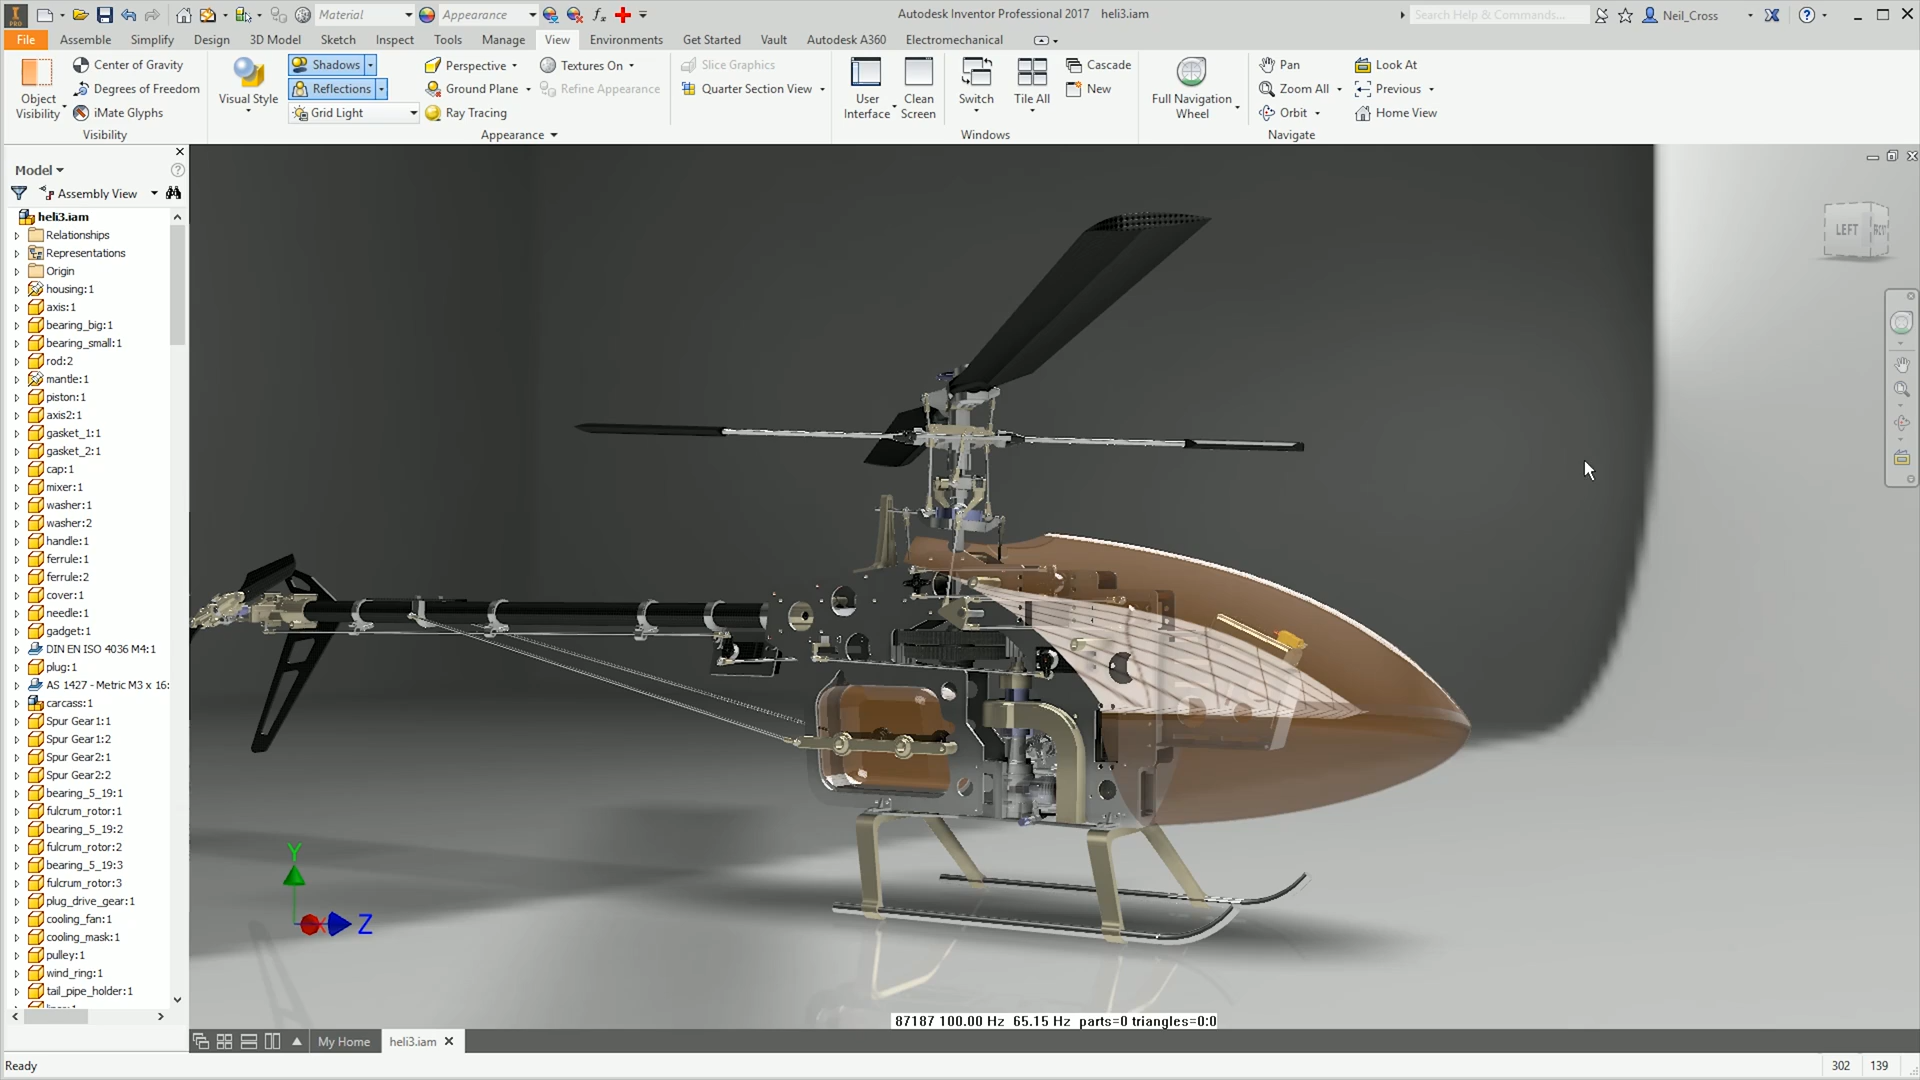 PRO
Material
Appearance
fx
Autodesk Inventor Professional 2017 heli3.iam
Search Help & Commands...
Neil_Cross
File
Assemble
Simplify
Design
3D Model
Sketch
Inspect
Tools
Manage
View
Environments
Get Started
Vault
Autodesk A360
Electromechanical
Object Visibility
Center of Gravity
Degrees of Freedom
iMate Glyphs
Visibility
Visual Style
Shadows
Reflections
Grid Light
Perspective
Ground Plane
Ray Tracing
Textures On
Refine Appearance
Appearance
Slice Graphics
Quarter Section View
User Interface
Clean Screen
Switch
Tile All
Cascade
New
Windows
Full Navigation Wheel
Pan
Zoom All
Orbit
Look At
Previous
Home View
Navigate
Model
Assembly View
heli3.iam
Relationships
Representations
Origin
housing:1
axis:1
bearing_big:1
bearing_small:1
rod:2
mantle:1
piston:1
axis2:1
gasket_1:1
gasket_2:1
cap:1
mixer:1
washer:1
washer:2
handle:1
ferrule:1
ferrule:2
cover:1
needle:1
gadget:1
DIN EN ISO 4036 M4:1
plug:1
AS 1427 - Metric M3 x 16:
carcass:1
Spur Gear1:1
Spur Gear1:2
Spur Gear2:1
Spur Gear2:2
bearing_5_19:1
fulcrum_rotor:1
bearing_5_19:2
fulcrum_rotor:2
bearing_5_19:3
fulcrum_rotor:3
plug_drive_gear:1
cooling_fan:1
cooling_mask:1
pulley:1
wind_ring:1
tail_pipe_holder:1
LEFT
Y
X
Z
87187 100.00 Hz 65.15 Hz parts=0 triangles=0:0
My Home
heli3.iam
Ready
302
139